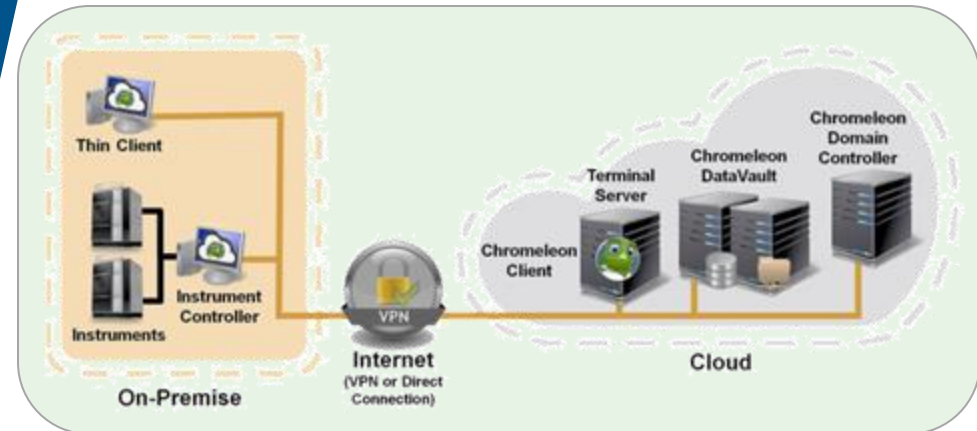 Thin Client
Instruments
Instrument
Controller
On-Premise
VPN
Internet
(VPN or Direct
Connection)
Chromeleon
Client
Terminal
Server
Chromeleon
DataVault
Chromeleon
Domain
Controller
Cloud